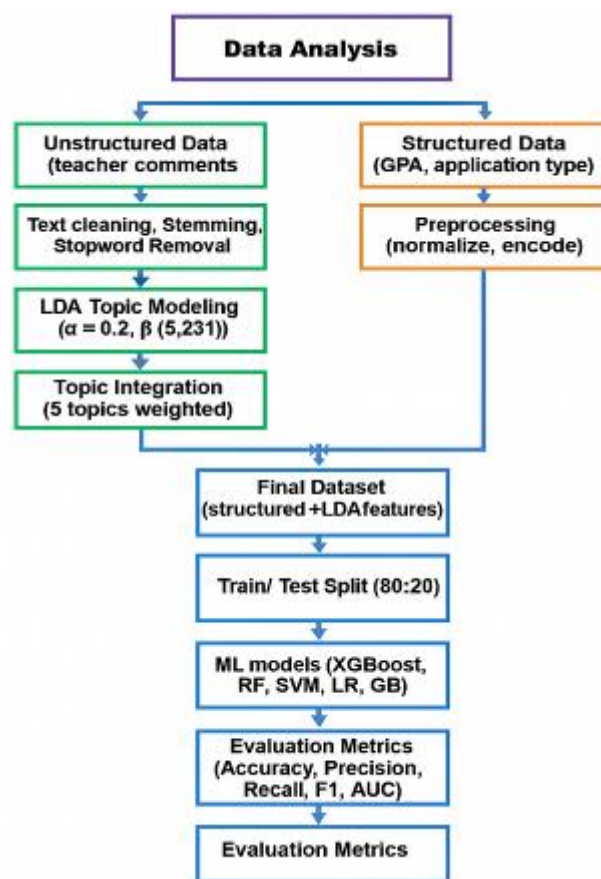 Data Analysis
Unstructured Data
(teacher comments
Text cleaning, Stemming,
Stopword Removal
LDA Topic Modeling
(α = 0.2, β (5,231))
Topic Integration
(5 topics weighted)
Structured Data
(GPA, application type)
Preprocessing
(normalize, encode)
Final Dataset
(structured +LDAfeatures)
Train/ Test Split (80:20)
ML models (XGBoost,
RF, SVM, LR, GB)
Evaluation Metrics
(Accuracy, Precision,
Recall, F1, AUC)
Evaluation Metrics